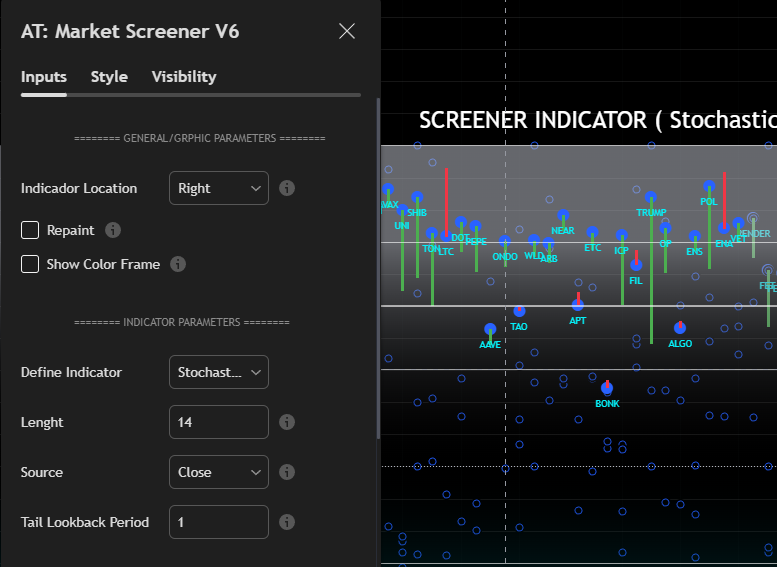 AT: Market Screener V6
Inputs Style Visibility
======== GENERAL/GRPHIC PARAMETERS ========
Indicador Location Right
Repaint
Show Color Frame
======== INDICATOR PARAMETERS ========
Define Indicator Stochast...
Lenght 14
Source Close
Tail Lookback Period 1
SCREENER INDICATOR ( Stochastic
UNI
SHIB
TON
LTC
DOT
PEPE
ONDO
WLD
ARB
NEAR
ETC
ICP
FIL
TRUMP
OP
ENS
POL
ENA
VET
AAVE
TAO
APT
BONK
ALGO